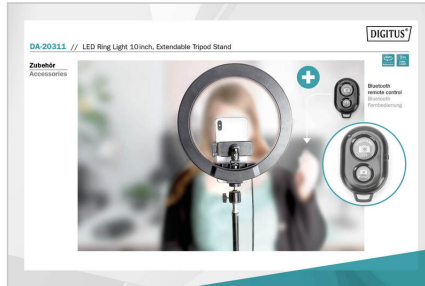 DIGITUS®
DA-20311 // LED Ring Light 10 inch, Extendable Tripod Stand
Zubehör
Accessories
Bluetooth
remote control
Bluetooth
Fernbedienung